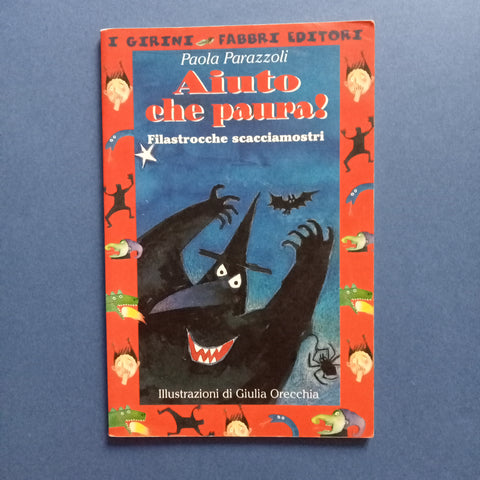 I GIRINI FABBRI EDITORI
Paola Parazzoli
Aiuto
che paura!
Filastrocche scacciamostri
Illustrazioni di Giulia Orecchia